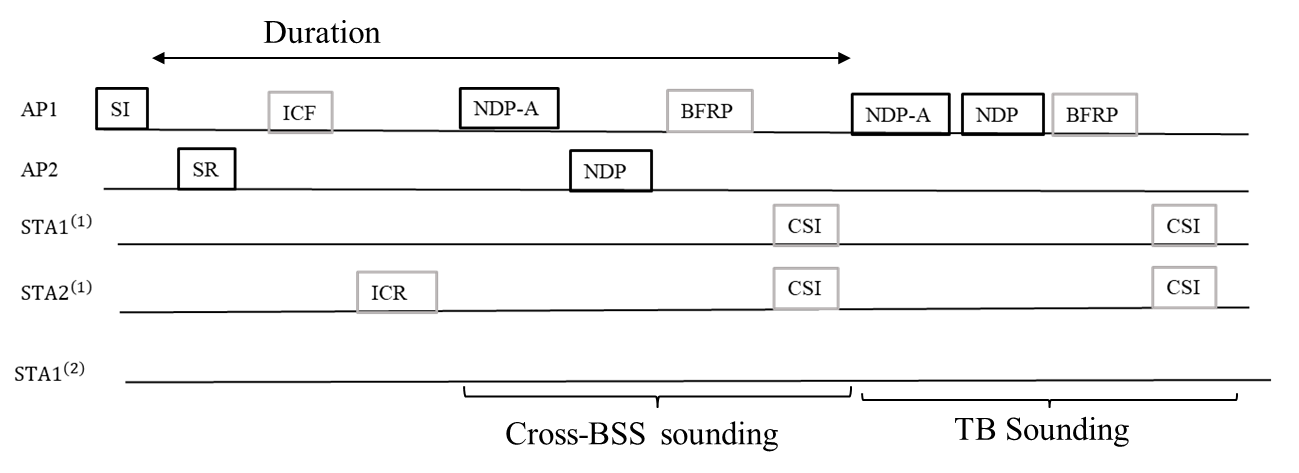 Duration
AP1 SI ICF NDP-A BFRP NDP-A NDP BFRP
AP2 SR NDP
STA1⁽¹⁾ CSI CSI
STA2⁽¹⁾ ICR CSI CSI
STA1⁽²⁾
Cross-BSS sounding TB Sounding